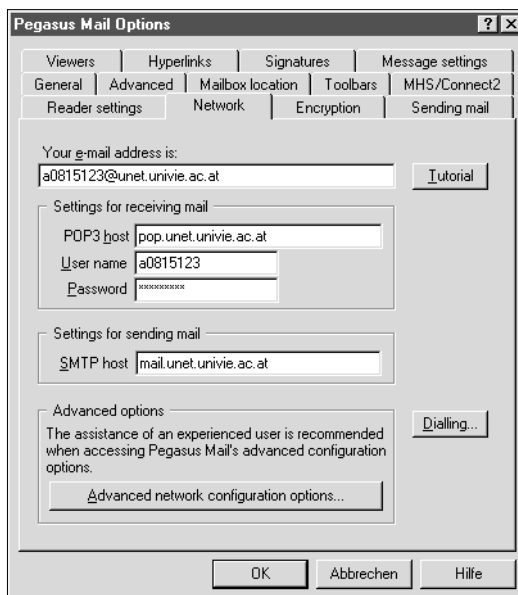 Pegasus Mail Options
Viewers Hyperlinks Signatures Message settings
General Advanced Mailbox location Toolbars MHS/Connect2
Reader settings Network Encryption Sending mail
Your e-mail address is:
a0815123@unet.univie.ac.at Tutorial
Settings for receiving mail
POP3 host pop.unet.univie.ac.at
User name a0815123
Password *********
Settings for sending mail
SMTP host mail.unet.univie.ac.at
Advanced options
The assistance of an experienced user is recommended
when accessing Pegasus Mail's advanced configuration
options.
Dialling...
Advanced network configuration options...
OK Abbrechen Hilfe